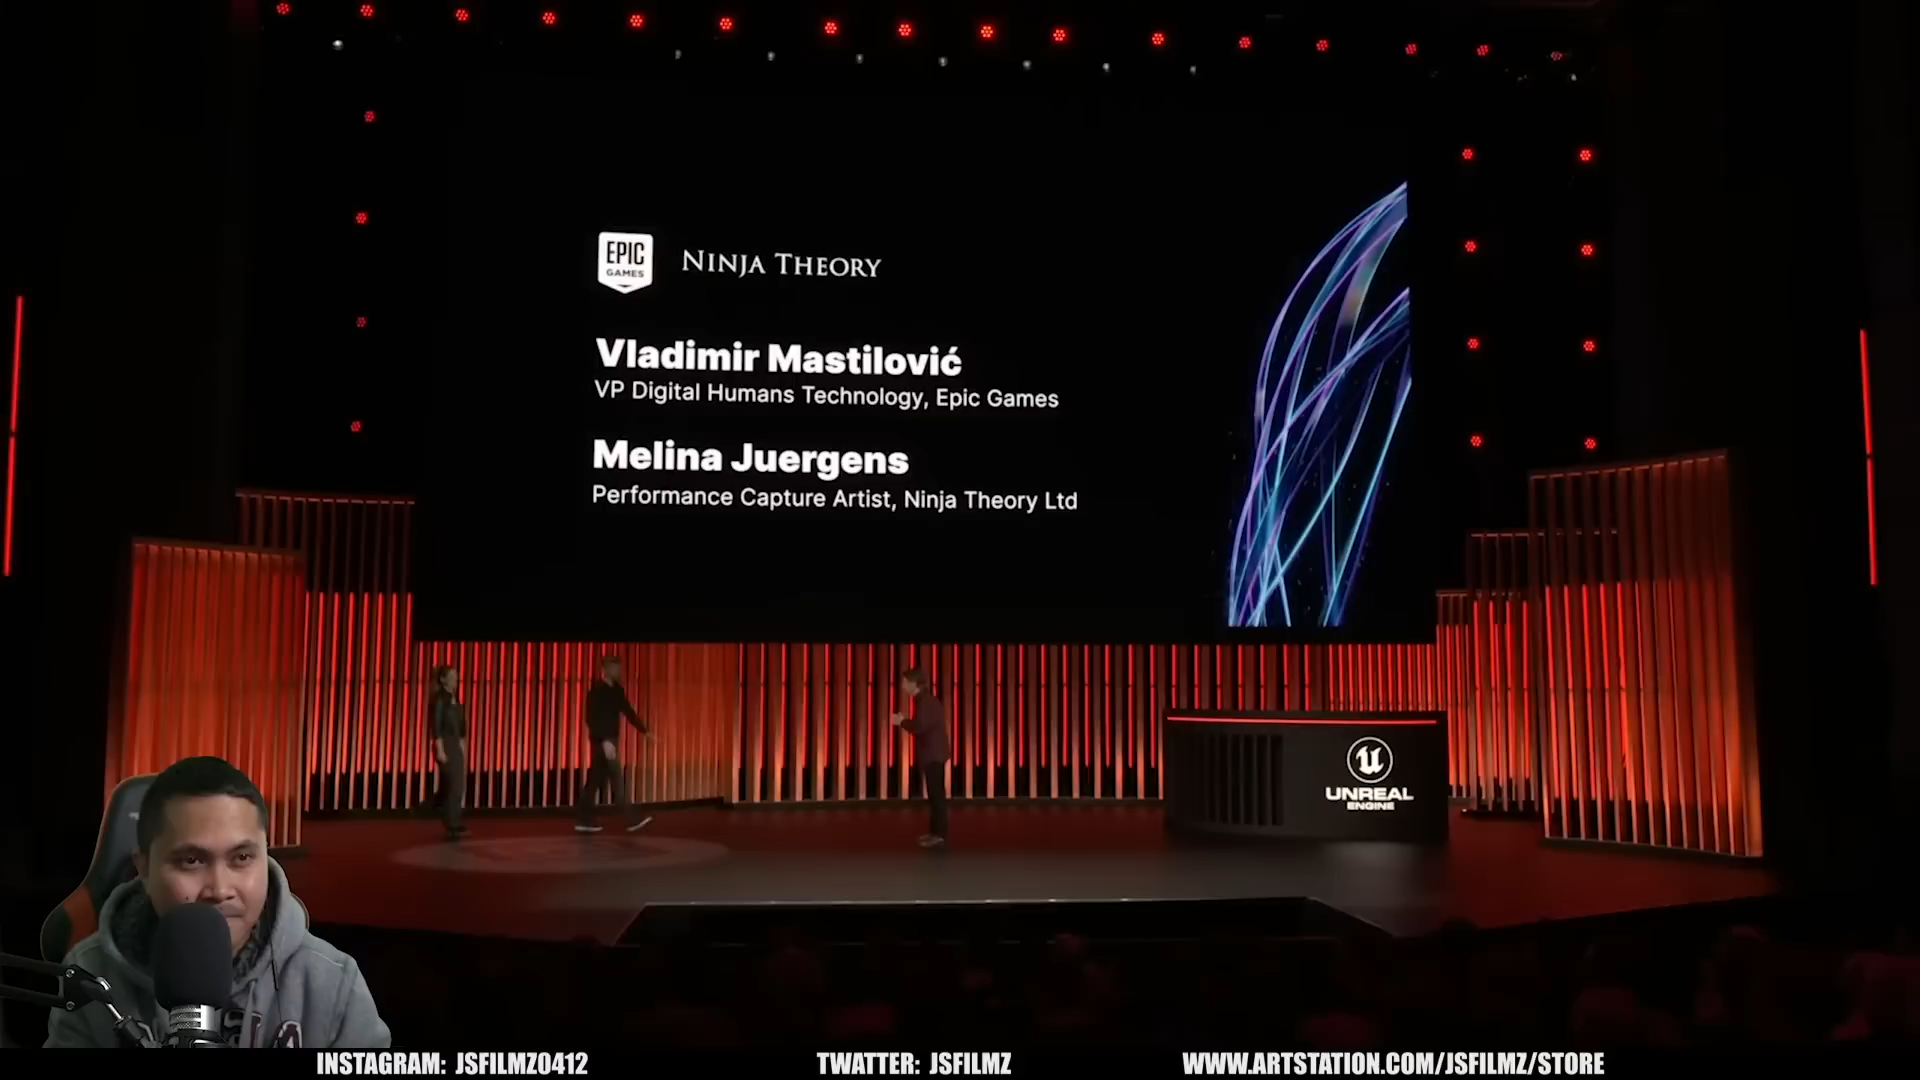 EPIC
GAMES
NINJA THEORY
Vladimir Mastilović
VP Digital Humans Technology, Epic Games
Melina Juergens
Performance Capture Artist, Ninja Theory Ltd
UNREAL
ENGINE
INSTAGRAM: JSFILMZ0412
TWATTER: JSFILMZ
WWW.ARTSTATION.COM/JSFILMZ/STORE